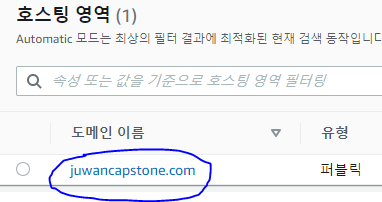 호스팅 영역 (1)
Automatic 모드는 최상의 필터 결과에 최적화된 현재 검색 동작입니다
속성 또는 값을 기준으로 호스팅 영역 필터링
도메인 이름
유형
juwancapstone.com
퍼블릭